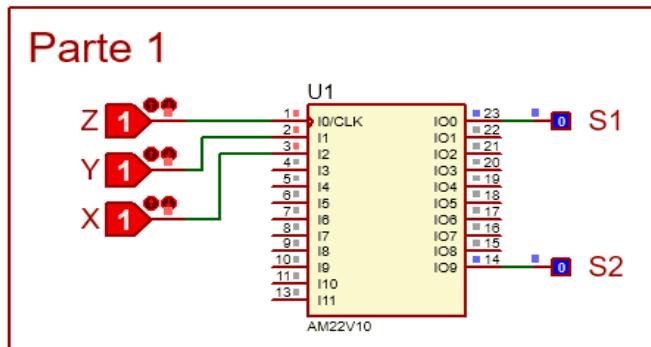 Parte 1
U1
Z 1 1 I0/CLK IO0 23 0 S1
2 I1 IO1 22
Y 1 3 I2 IO2 21
4 I3 IO3 20
5 I4 IO4 19
X 1 6 I5 IO5 18
7 I6 IO6 17
8 I7 IO7 16
9 I8 IO8 15
10 I9 IO9 14 0 S2
11 I10
13 I11
AM22V10